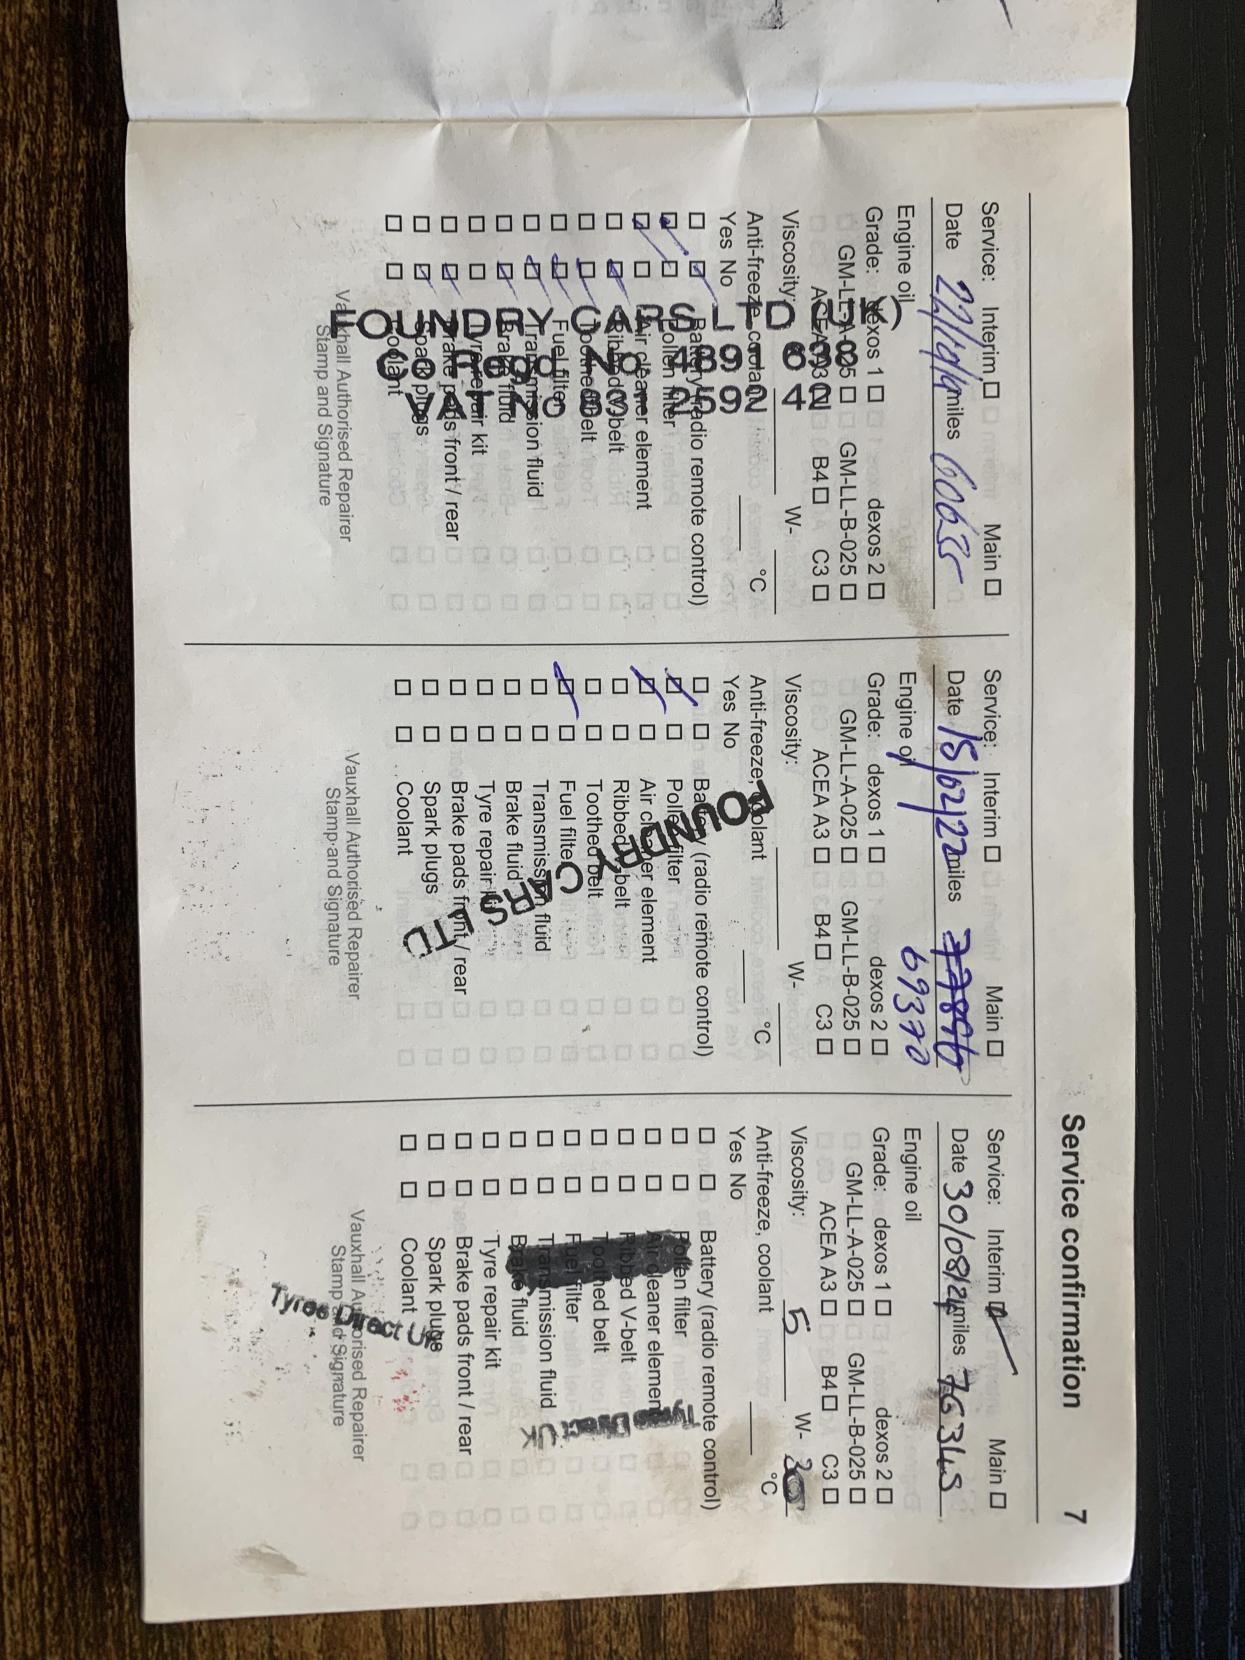 Service confirmation 7
Service: Interim □ Main □
Date 22/10/19 miles 60635
Engine oil
Grade: dexos 1 □ dexos 2 □
GM-LL-A-025 □ GM-LL-B-025 □
ACEA A3 □ B4 □ C3 □
Viscosity: W-
Anti-freeze, coolant °C
Yes No
□ □ Battery (radio remote control)
□ □ Pollen filter
□ □ Air cleaner element
□ □ Ribbed V-belt
□ □ Toothed belt
□ □ Fuel filter
□ □ Transmission fluid
□ □ Brake fluid
□ □ Tyre repair kit
□ □ Brake pads front / rear
□ □ Spark plugs
□ □ Coolant
FOUNDRY CARS LTD (UK)
Co Regd No 489
Vauxhall Authorised Repairer
Stamp and Signature
Service: Interim □ Main □
Date 15/02/22 miles
69370
Engine oil
Grade: dexos 1 □ dexos 2 □
GM-LL-A-025 □ GM-LL-B-025 □
ACEA A3 □ B4 □ C3 □
Viscosity: W-
Anti-freeze, coolant °C
Yes No
□ □ Battery (radio remote control)
□ □ Pollen filter
□ □ Air cleaner element
□ □ Ribbed V-belt
□ □ Toothed belt
□ □ Fuel filter
□ □ Transmission fluid
□ □ Brake fluid
□ □ Tyre repair kit
□ □ Brake pads front / rear
□ □ Spark plugs
□ □ Coolant
FOUNDRY CARS LTD
Vauxhall Authorised Repairer
Stamp and Signature
Service: Interim □ Main □
Date 30/08/24 miles 76345
Engine oil
Grade: dexos 1 □ dexos 2 □
GM-LL-A-025 □ GM-LL-B-025 □
ACEA A3 □ B4 □ C3 □
Viscosity: 5 W- 30
Anti-freeze, coolant °C
Yes No
□ □ Battery (radio remote control)
□ □ Pollen filter
□ □ Air cleaner element
□ □ Ribbed V-belt
□ □ Toothed belt
□ □ Fuel filter
□ □ Transmission fluid
□ □ Brake fluid
□ □ Tyre repair kit
□ □ Brake pads front / rear
□ □ Spark plugs
□ □ Coolant
Tyres Direct UK
Tyres Direct UK
Vauxhall Authorised Repairer
Stamp and Signature